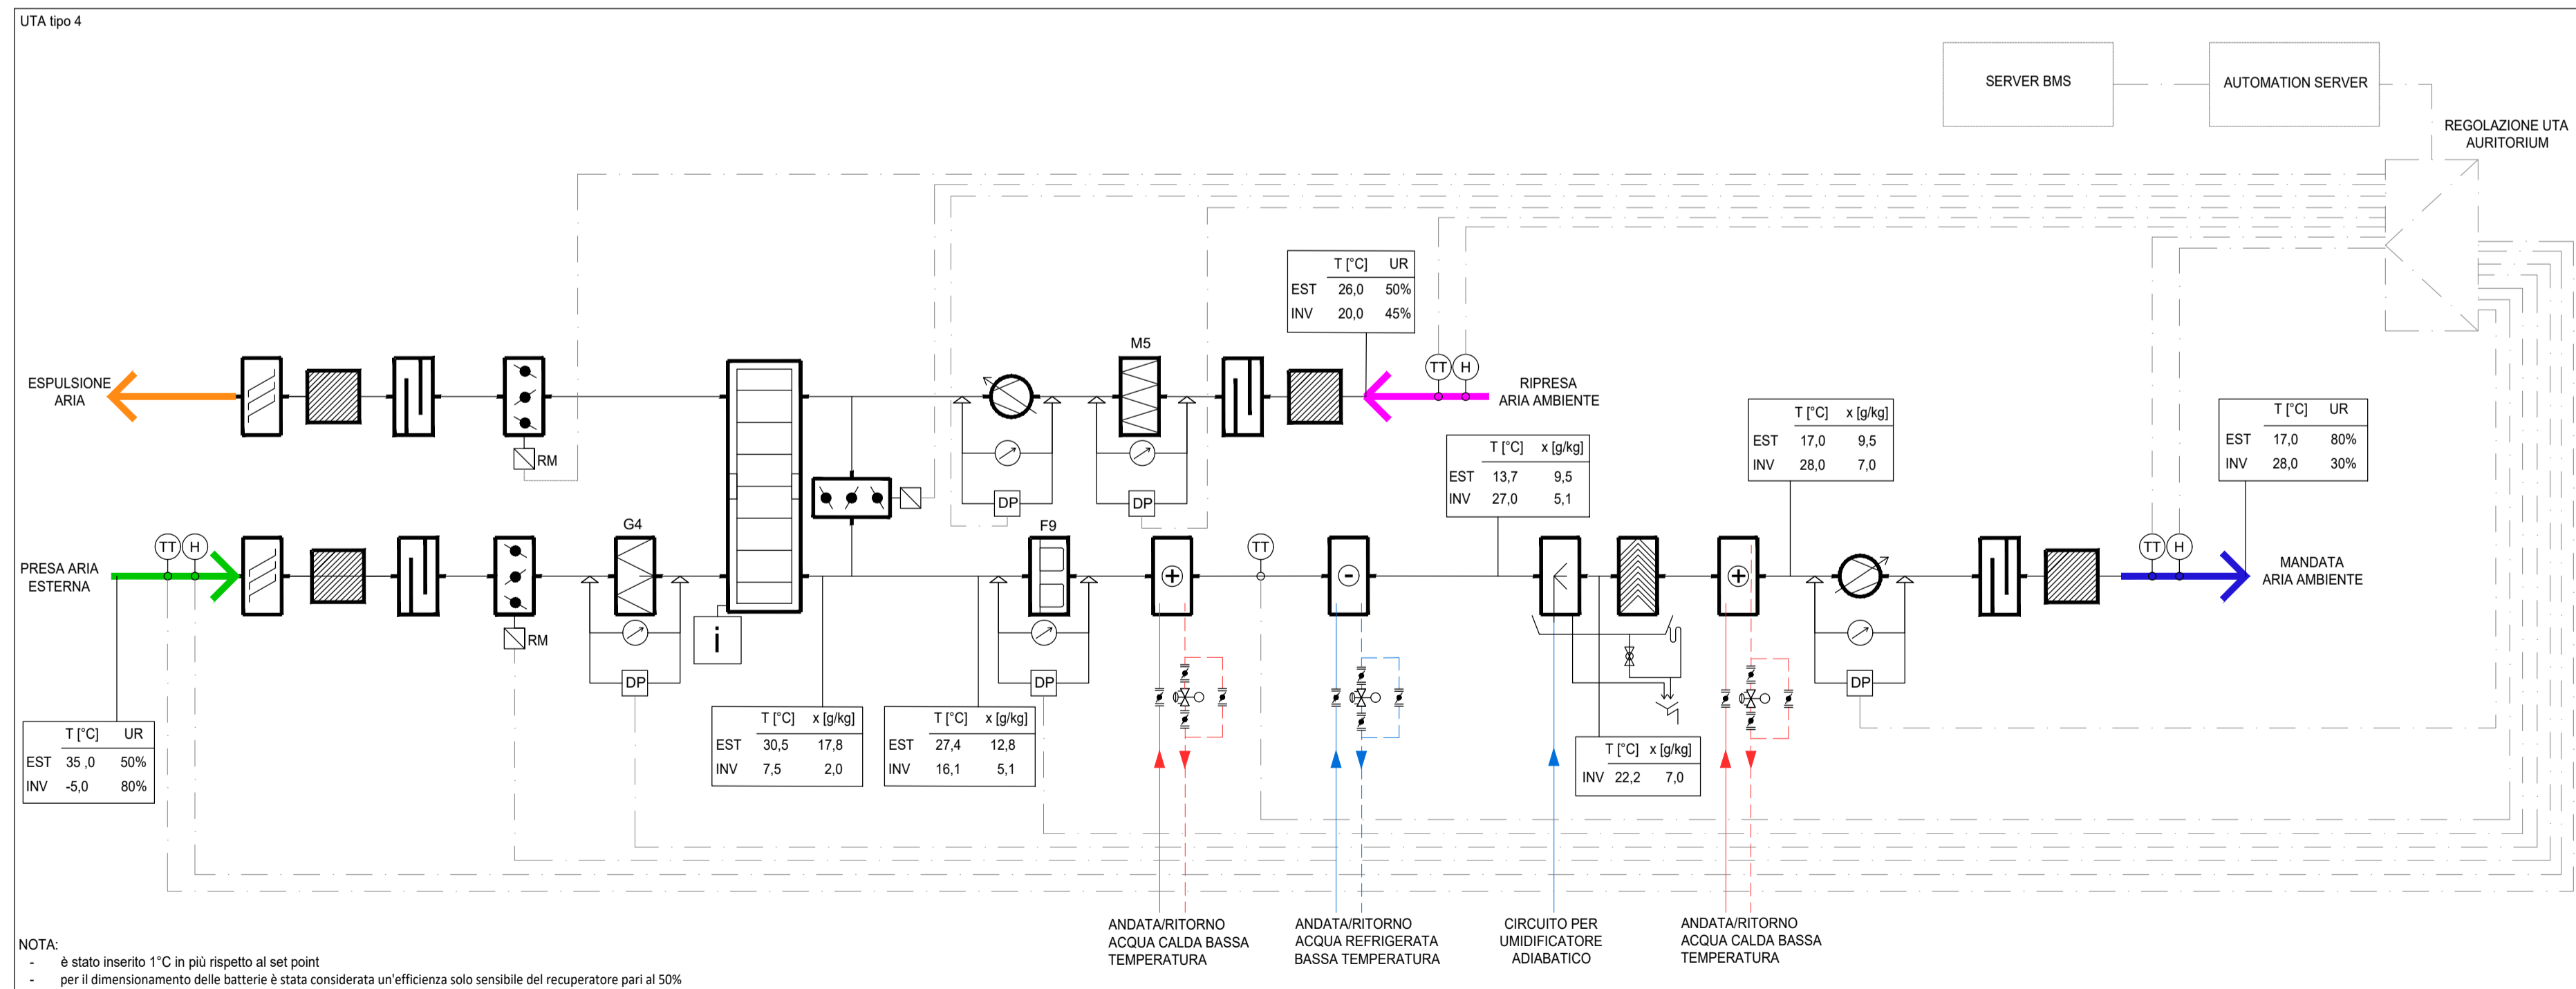 UTA tipo 4
SERVER BMS
AUTOMATION SERVER
REGOLAZIONE UTA
AURITORIUM
T [°C] UR
EST 26,0 50%
INV 20,0 45%
M5
TT
H
ESPULSIONE
ARIA
RIPRESA
ARIA AMBIENTE
RM
DP
DP
T [°C] x [g/kg]
EST 13,7 9,5
INV 27,0 5,1
T [°C] x [g/kg]
EST 17,0 9,5
INV 28,0 7,0
T [°C] UR
EST 17,0 80%
INV 28,0 30%
G4
F9
TT
H
TT
TT
H
PRESA ARIA
ESTERNA
MANDATA
ARIA AMBIENTE
+
-
+
RM
i
DP
DP
DP
T [°C] UR
EST 35 ,0 50%
INV -5,0 80%
T [°C] x [g/kg]
EST 30,5 17,8
INV 7,5 2,0
T [°C] x [g/kg]
EST 27,4 12,8
INV 16,1 5,1
T [°C] x [g/kg]
INV 22,2 7,0
ANDATA/RITORNO
ACQUA CALDA BASSA
TEMPERATURA
ANDATA/RITORNO
ACQUA REFRIGERATA
BASSA TEMPERATURA
CIRCUITO PER
UMIDIFICATORE
ADIABATICO
ANDATA/RITORNO
ACQUA CALDA BASSA
TEMPERATURA
NOTA:
- è stato inserito 1°C in più rispetto al set point
- per il dimensionamento delle batterie è stata considerata un'efficienza solo sensibile del recuperatore pari al 50%